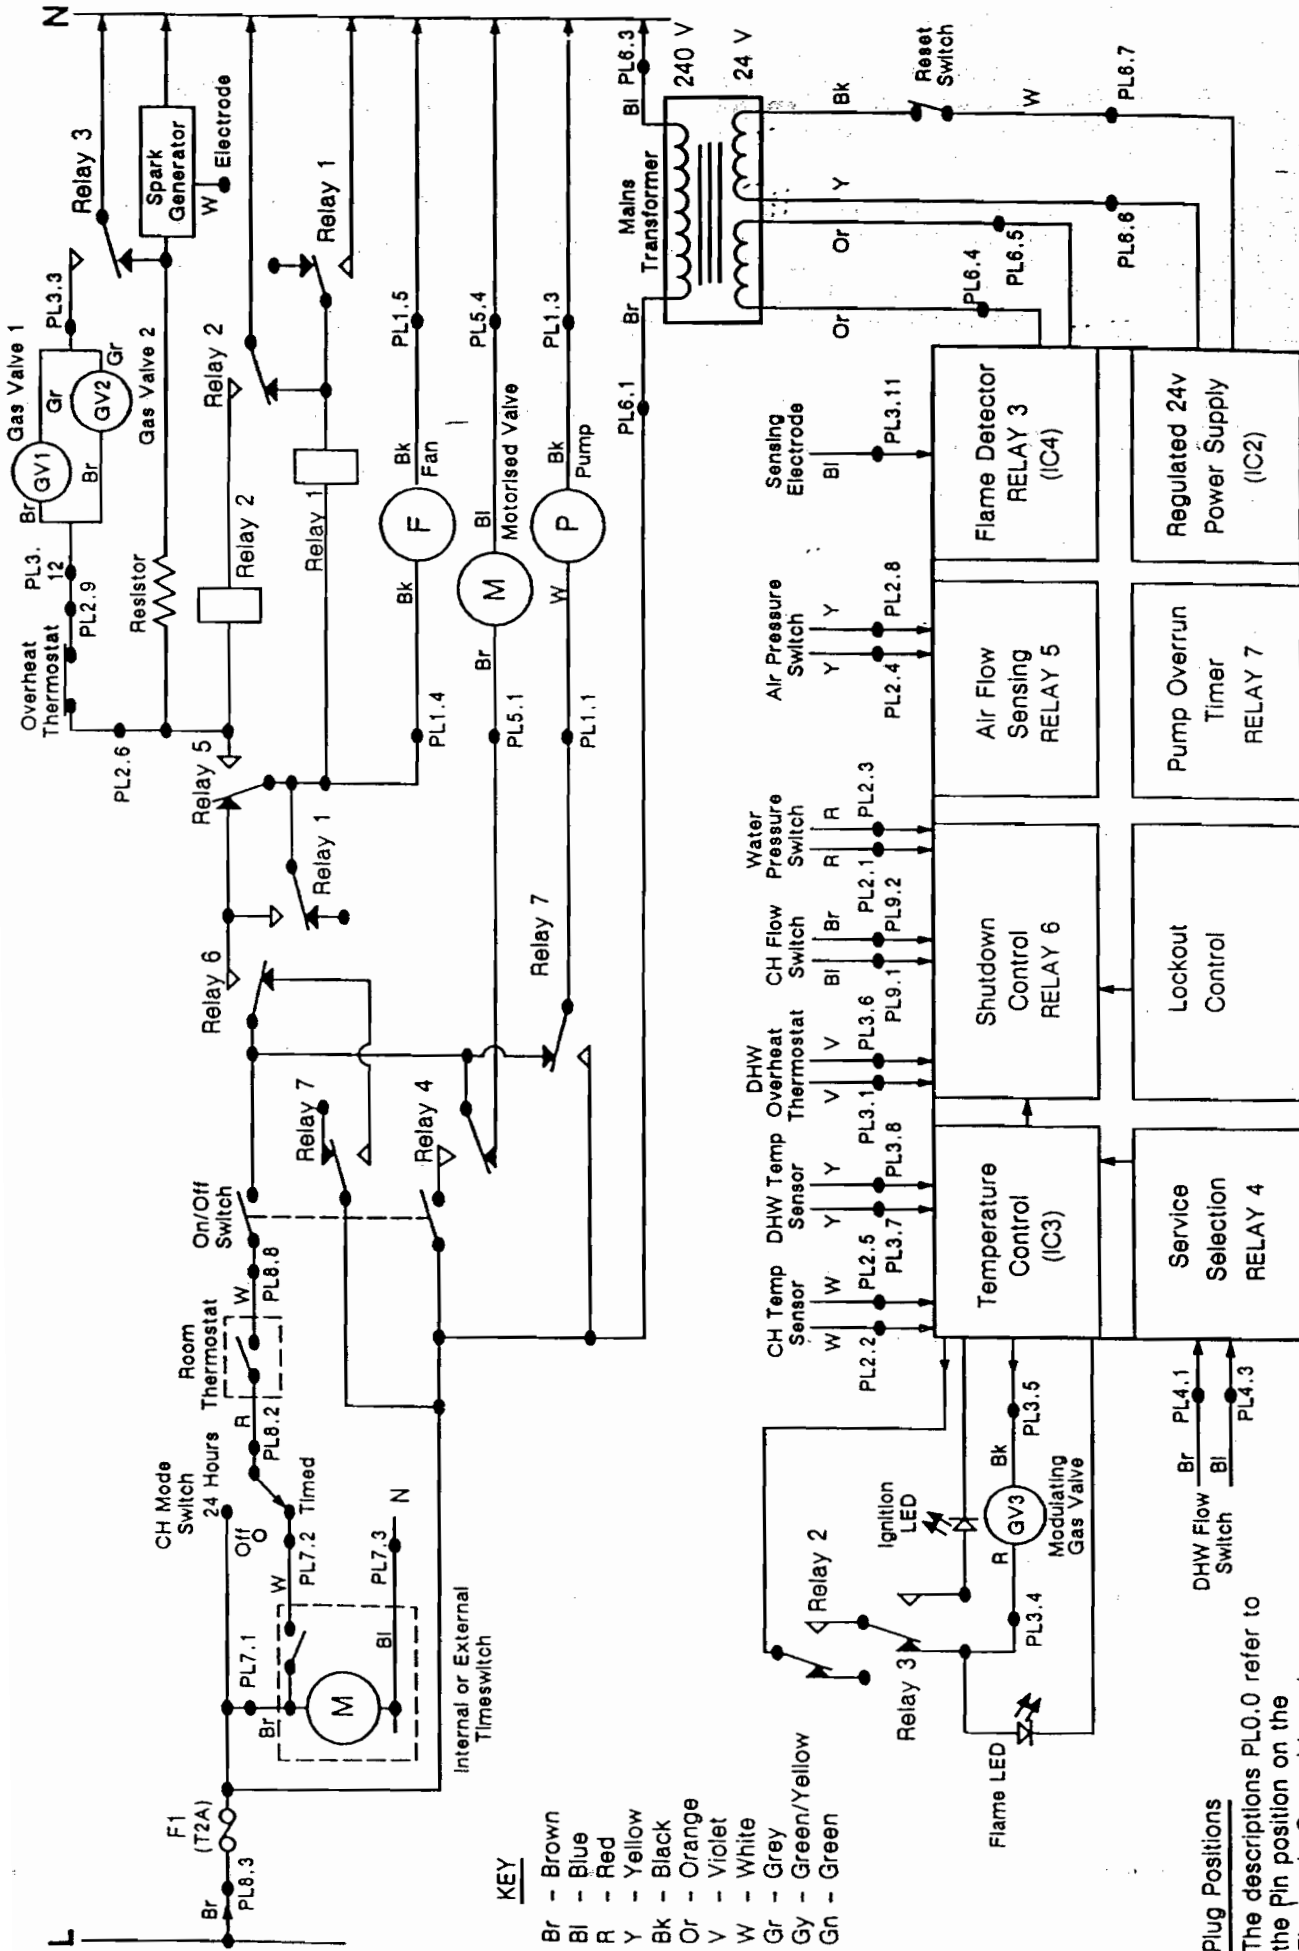 L
N
Br
PL8.3
F1
(T2A)
PL7.1
Br
M
W
Bl
PL7.2
PL7.3
N
Internal or External
Timeswitch
CH Mode
Switch
24 Hours
Off
Timed
R
PL8.2
Room
Thermostat
W
PL8.8
On/Off
Switch
Relay 7
Relay 4
Relay 6
Relay 1
Relay 7
Relay 5
PL2.6
Overheat
Thermostat
PL2.9
PL3.
12
Br
GV1
Gas Valve 1
Gr
Br
GV2
Gr
Gas Valve 2
PL3.3
Relay 3
Resistor
Spark
Generator
W
Electrode
Relay 2
Relay 2
Relay 1
Relay 1
PL1.4
Bk
F
Bk
Fan
PL1.5
PL5.1
Br
M
Bl
Motorised Valve
PL5.4
PL1.1
W
P
Bk
Pump
PL1.3
PL6.1
Br
Mains
Transformer
Bl
PL6.3
240 V
24 V
Or
Or
Y
Bk
Reset
Switch
W
PL6.4
PL6.5
PL6.6
PL6.7
KEY
Br - Brown
Bl - Blue
R - Red
Y - Yellow
Bk - Black
Or - Orange
V - Violet
W - White
Gr - Grey
Gy - Green/Yellow
Gn - Green
CH Temp
Sensor
W
W
PL2.2
PL2.5
DHW Temp
Sensor
Y
Y
PL3.7
PL3.8
DHW
Overheat
Thermostat
V
V
PL3.1
PL3.6
CH Flow
Switch
Bl
Br
PL9.1
PL9.2
Water
Pressure
Switch
R
R
PL2.1
PL2.3
Air Pressure
Switch
Y
Y
PL2.4
PL2.8
Sensing
Electrode
Bl
PL3.11
Temperature
Control
(IC3)
Shutdown
Control
RELAY 6
Air Flow
Sensing
RELAY 5
Flame Detector
RELAY 3
(IC4)
Service
Selection
RELAY 4
Lockout
Control
Pump Overrun
Timer
RELAY 7
Regulated 24v
Power Supply
(IC2)
Relay 2
Relay 3
Ignition
LED
Flame LED
PL3.4
R
GV3
Bk
PL3.5
Modulating
Gas Valve
DHW Flow
Switch
Br
Bl
PL4.1
PL4.3
Plug Positions
The descriptions PL0.0 refer to
the Pin position on the